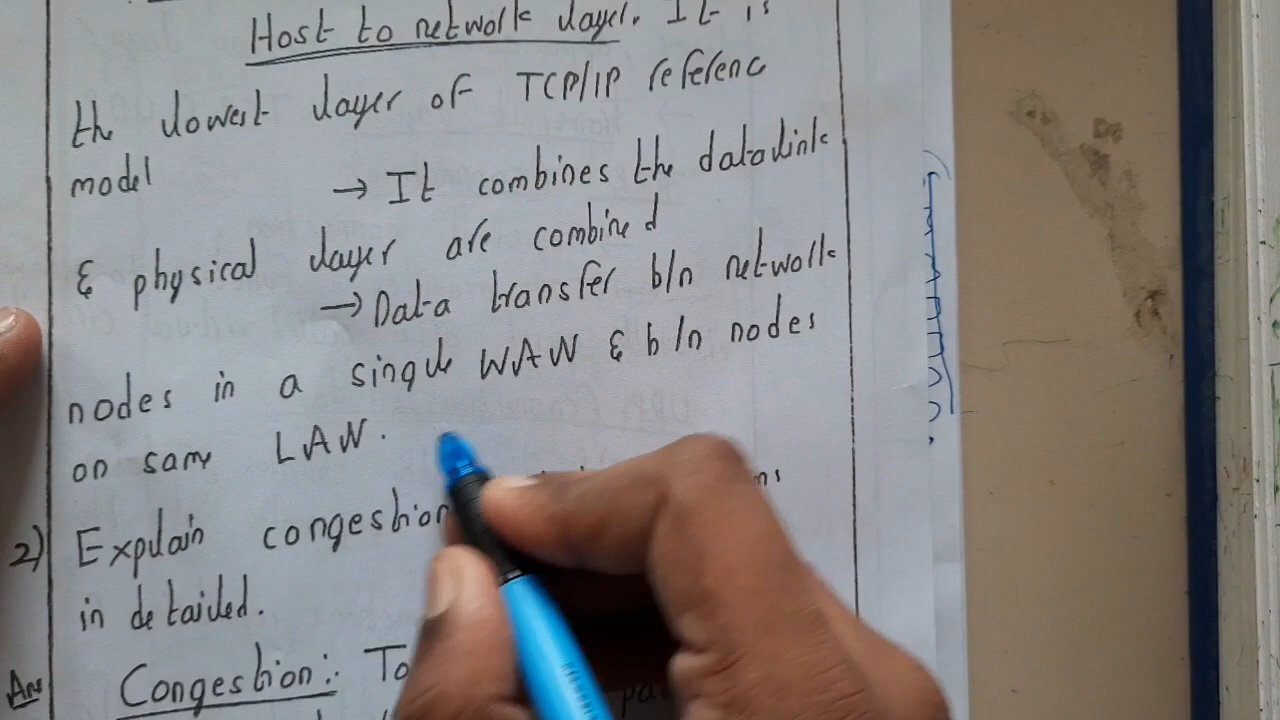 Host to network layer. It is
the lowest layer of TCP/IP referenc
model → It combines the datalink
& physical layer are combined
→ Data transfer b/n network
nodes in a single WAN & b/n nodes
on same LAN.
2) Explain congestion
in detailed.
Ans Congestion:- To